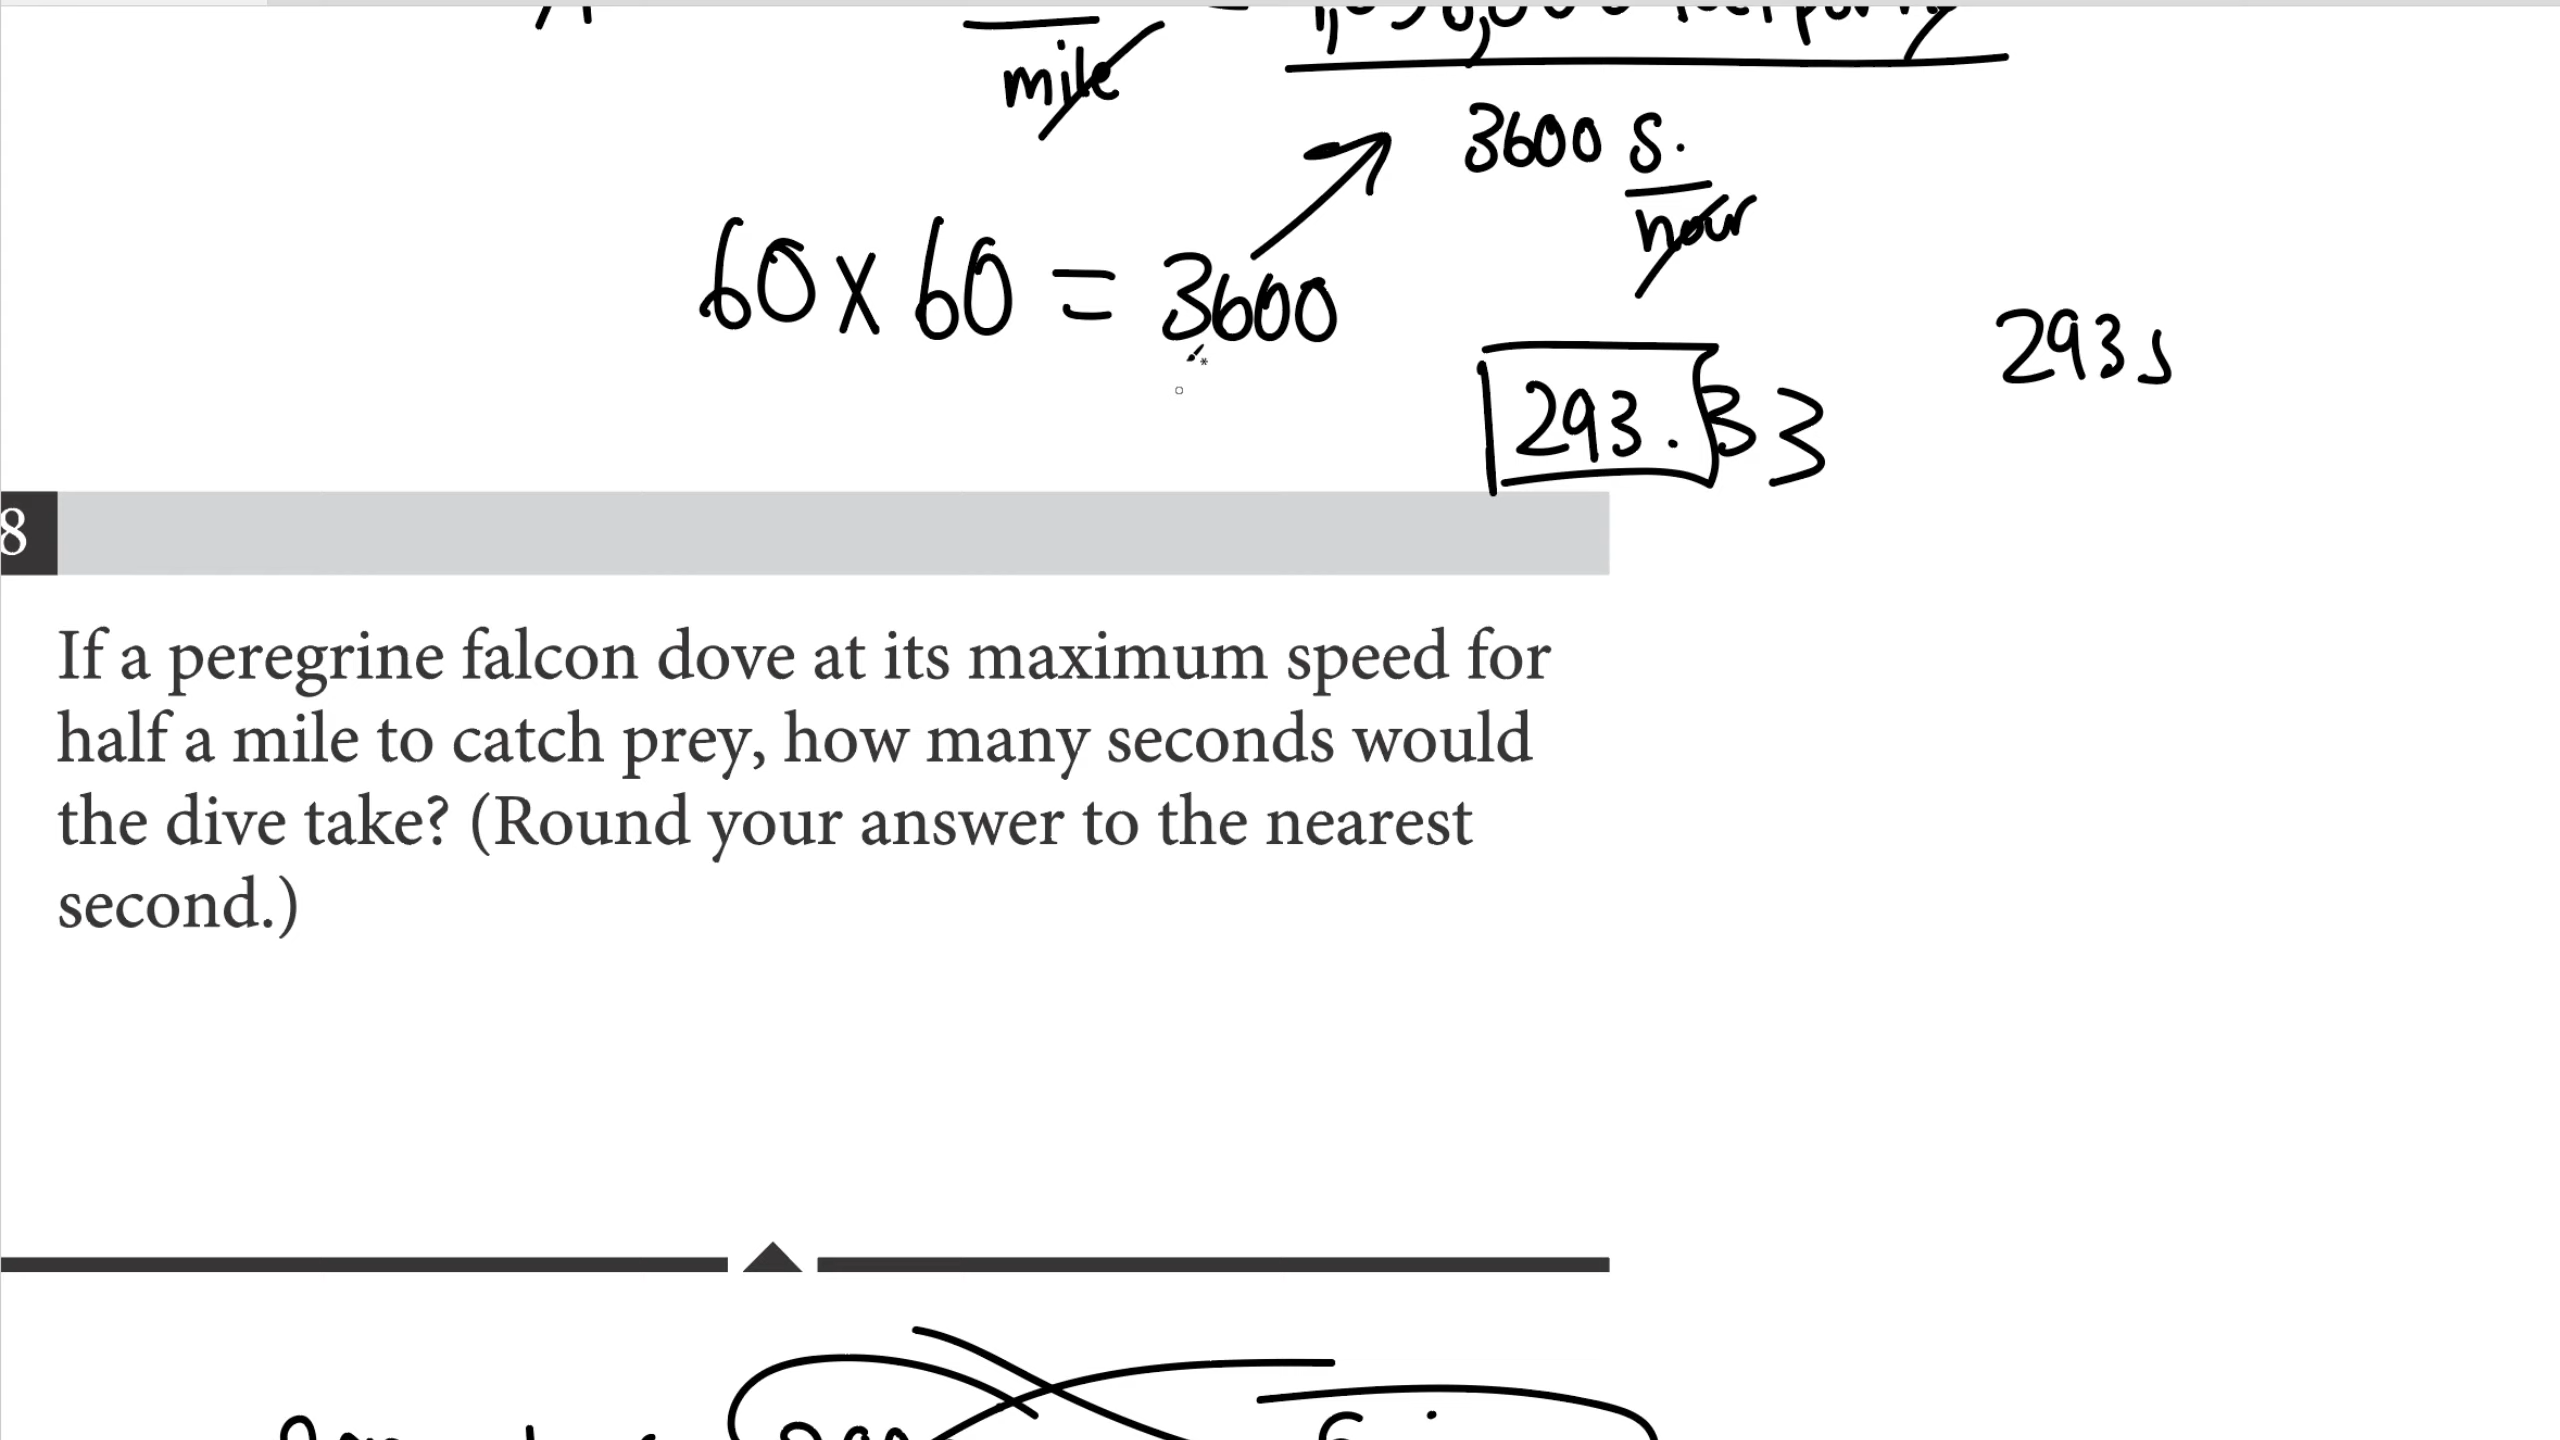 mile
3600 s.
hour
60 x 60 = 3600
293 s
293.33
8
If a peregrine falcon dove at its maximum speed for
half a mile to catch prey, how many seconds would
the dive take? (Round your answer to the nearest
second.)